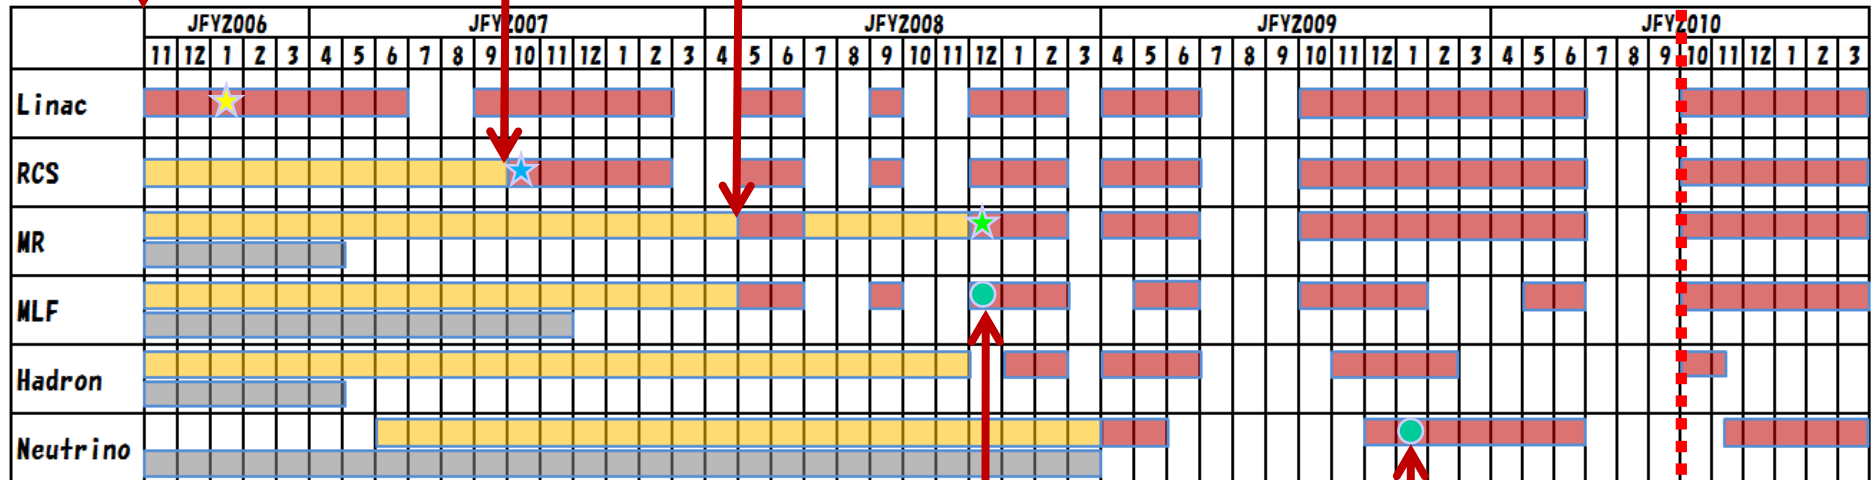 JFY2006 JFY2007 JFY2008 JFY2009 JFY2010
11 12 1 2 3 4 5 6 7 8 9 10 11 12 1 2 3 4 5 6 7 8 9 10 11 12 1 2 3 4 5 6 7 8 9 10 11 12 1 2 3 4 5 6 7 8 9 10 11 12 1 2 3
Linac
RCS
MR
MLF
Hadron
Neutrino